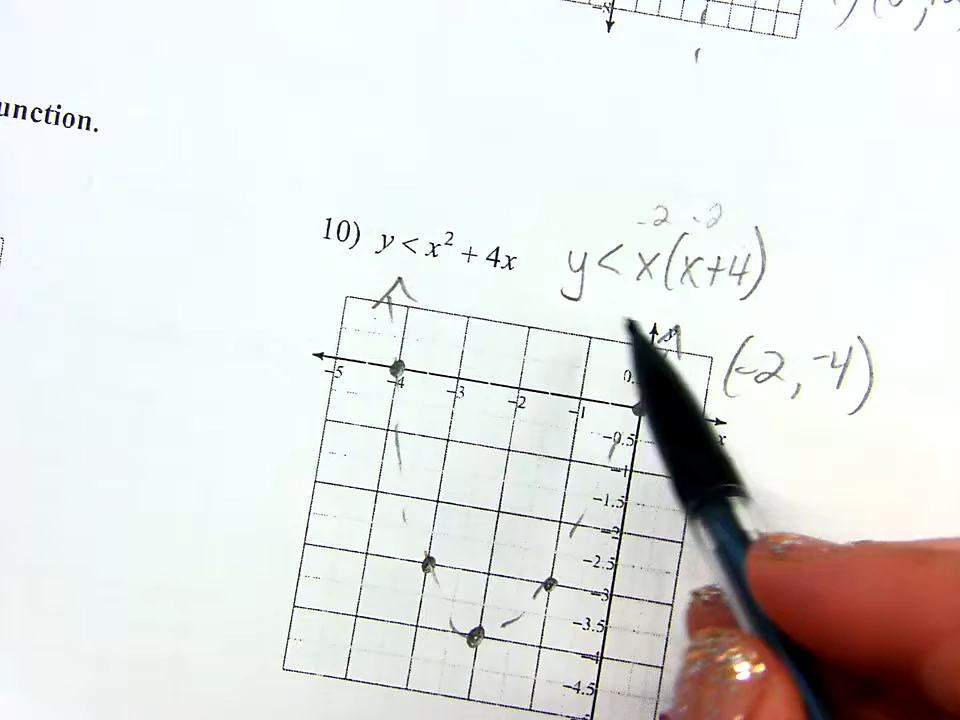 unction.
-2 -2
10) y < x² + 4x y < x(x+4)
(-2, -4)
-5 -4 -3 -2 -1
x
-0.5
-1
-1.5
-2
-2.5
-3
-3.5
-4
-4.5